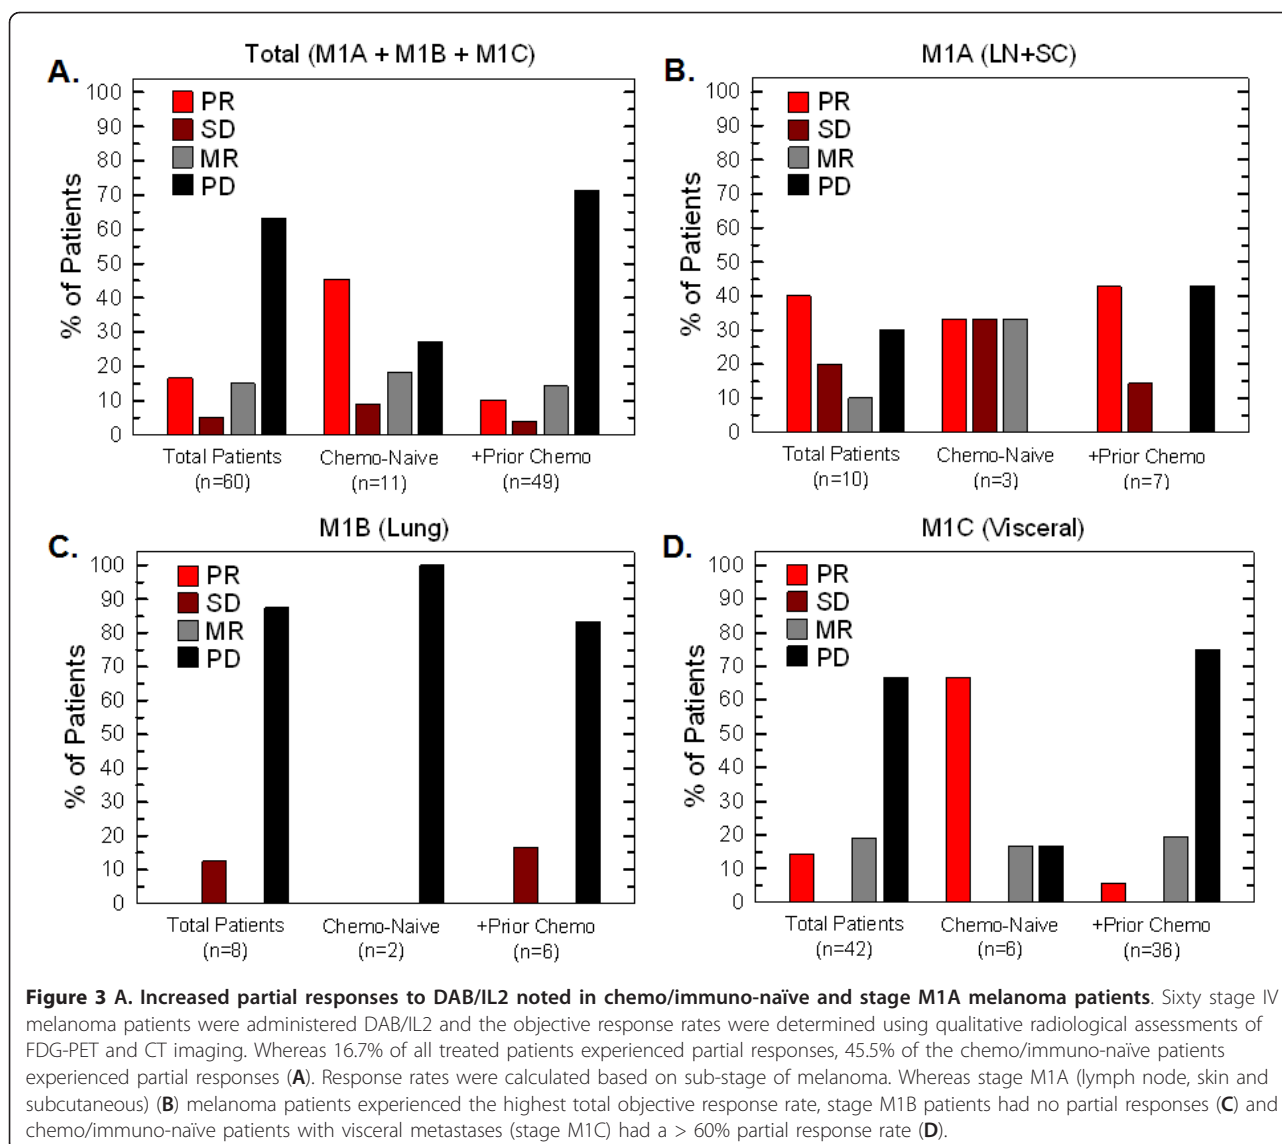 A.
Total (M1A + M1B + M1C)
100
90
80
70
60
50
40
30
20
10
0
% of Patients
PR
SD
MR
PD
Total Patients
(n=60)
Chemo-Naive
(n=11)
+Prior Chemo
(n=49)
B.
M1A (LN+SC)
100
90
80
70
60
50
40
30
20
10
0
% of Patients
PR
SD
MR
PD
Total Patients
(n=10)
Chemo-Naive
(n=3)
+Prior Chemo
(n=7)
C.
M1B (Lung)
100
90
80
70
60
50
40
30
20
10
0
% of Patients
PR
SD
MR
PD
Total Patients
(n=8)
Chemo-Naive
(n=2)
+Prior Chemo
(n=6)
D.
M1C (Visceral)
100
90
80
70
60
50
40
30
20
10
0
% of Patients
PR
SD
MR
PD
Total Patients
(n=42)
Chemo-Naive
(n=6)
+Prior Chemo
(n=36)
Figure 3 A. Increased partial responses to DAB/IL2 noted in chemo/immuno-naïve and stage M1A melanoma patients. Sixty stage IV
melanoma patients were administered DAB/IL2 and the objective response rates were determined using qualitative radiological assessments of
FDG-PET and CT imaging. Whereas 16.7% of all treated patients experienced partial responses, 45.5% of the chemo/immuno-naïve patients
experienced partial responses (A). Response rates were calculated based on sub-stage of melanoma. Whereas stage M1A (lymph node, skin and
subcutaneous) (B) melanoma patients experienced the highest total objective response rate, stage M1B patients had no partial responses (C) and
chemo/immuno-naïve patients with visceral metastases (stage M1C) had a > 60% partial response rate (D).